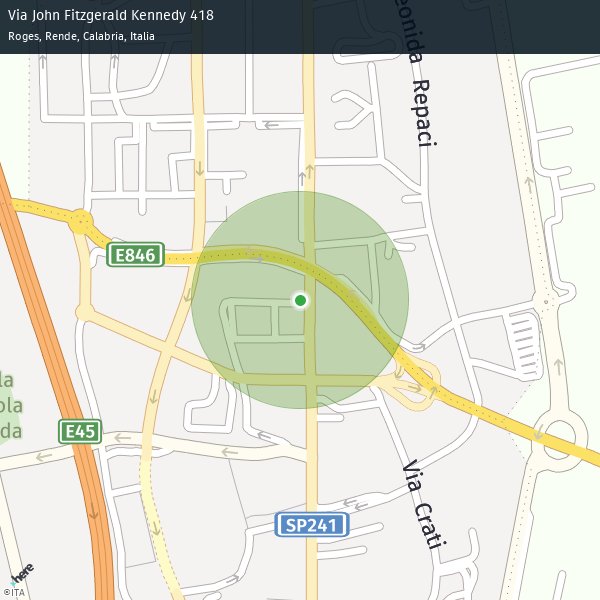 Via John Fitzgerald Kennedy 418
Roges, Rende, Calabria, Italia
eonida Repaci
E846
la
ola
da
E45
Via Crati
SP241
here
©ITA